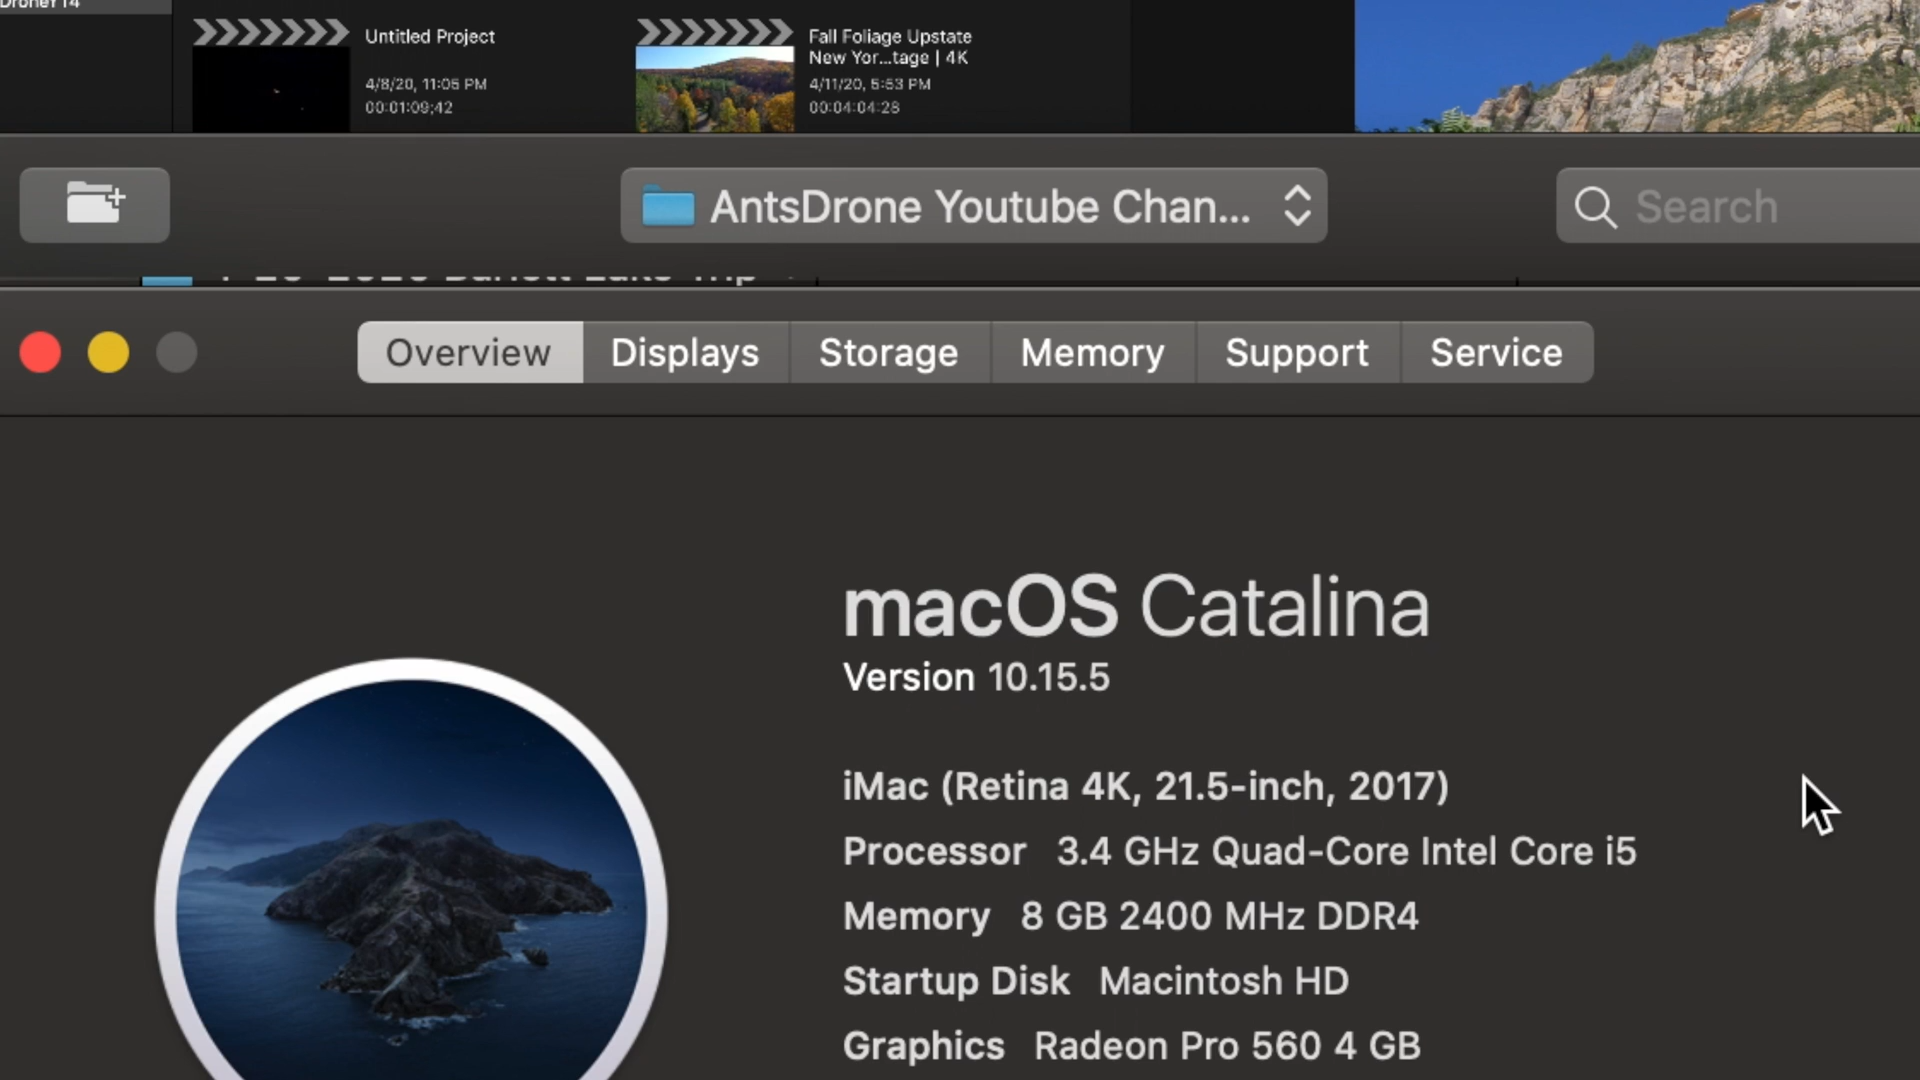 Untitled Project
4/8/20, 11:05 PM
00:01:09;42
Fall Foliage Upstate
New Yor...tage | 4K
4/11/20, 5:53 PM
00:04:04:28
AntsDrone Youtube Chan...
Search
Overview
Displays
Storage
Memory
Support
Service
macOS Catalina
Version 10.15.5
iMac (Retina 4K, 21.5-inch, 2017)
Processor 3.4 GHz Quad-Core Intel Core i5
Memory 8 GB 2400 MHz DDR4
Startup Disk Macintosh HD
Graphics Radeon Pro 560 4 GB